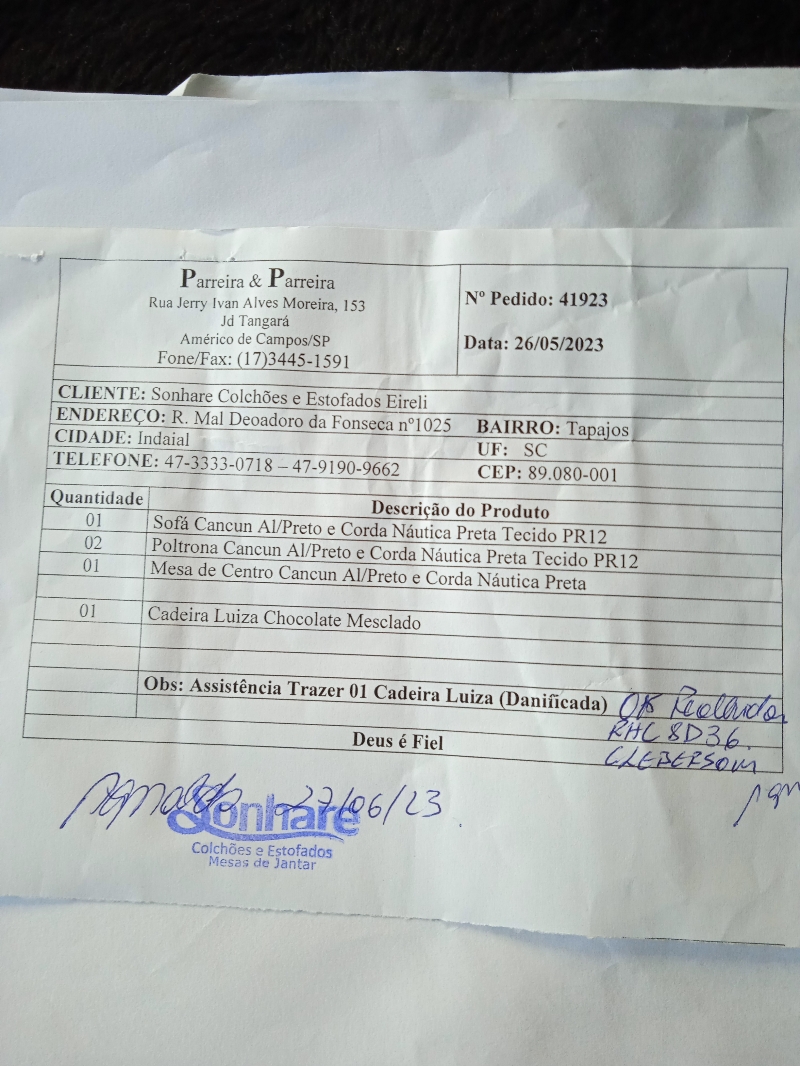 Parreira & Parreira
Rua Jerry Ivan Alves Moreira, 153
Jd Tangará
Américo de Campos/SP
Fone/Fax: (17)3445-1591
Nº Pedido: 41923
Data: 26/05/2023
CLIENTE: Sonhare Colchões e Estofados Eireli
ENDEREÇO: R. Mal Deoadoro da Fonseca nº1025 BAIRRO: Tapajos
CIDADE: Indaial UF: SC
TELEFONE: 47-3333-0718 – 47-9190-9662 CEP: 89.080-001
Quantidade Descrição do Produto
01 Sofá Cancun Al/Preto e Corda Náutica Preta Tecido PR12
02 Poltrona Cancun Al/Preto e Corda Náutica Preta Tecido PR12
01 Mesa de Centro Cancun Al/Preto e Corda Náutica Preta
01 Cadeira Luiza Chocolate Mesclado
Obs: Assistência Trazer 01 Cadeira Luiza (Danificada) OK
RHC 8D36
CLEBERSOM
Deus é Fiel
Agnaldo 27/06/23
Sonhare
Colchões e Estofados
Mesas de Jantar